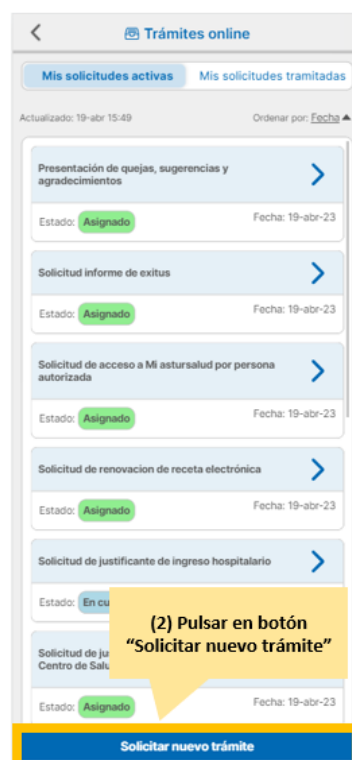 Trámites online
Mis solicitudes activas
Mis solicitudes tramitadas
Actualizado: 19-abr 15:49
Ordenar por: Fecha
Presentación de quejas, sugerencias y
agradecimientos
Estado: Asignado
Fecha: 19-abr-23
Solicitud informe de exitus
Estado: Asignado
Fecha: 19-abr-23
Solicitud de acceso a Mi astursalud por persona
autorizada
Estado: Asignado
Fecha: 19-abr-23
Solicitud de renovacion de receta electrónica
Estado: Asignado
Fecha: 19-abr-23
Solicitud de justificante de ingreso hospitalario
Estado: En cu
(2) Pulsar en botón
“Solicitar nuevo trámite”
Solicitud de ju
Centro de Salu
Estado: Asignado
Fecha: 19-abr-23
Solicitar nuevo trámite